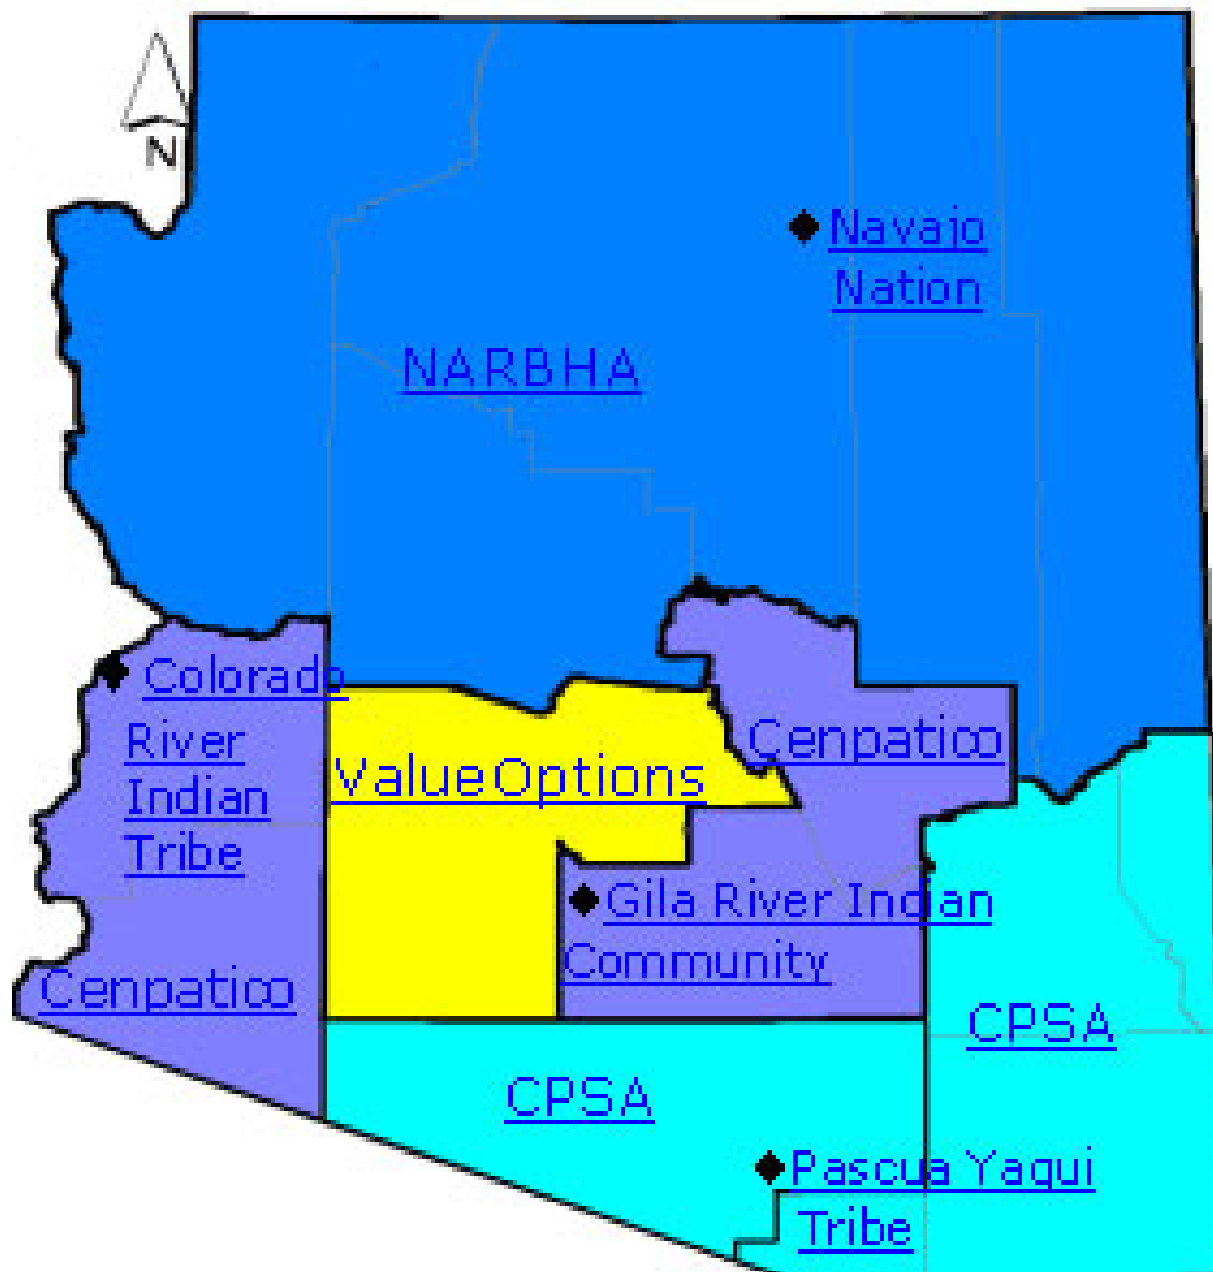 N
Navajo
Nation
NARBHA
Colorado
River
Indian
Tribe
Cenpatico
Value Options
Cenpatico
Gila River Indian
Community
CPSA
CPSA
Pascua Yaqui
Tribe